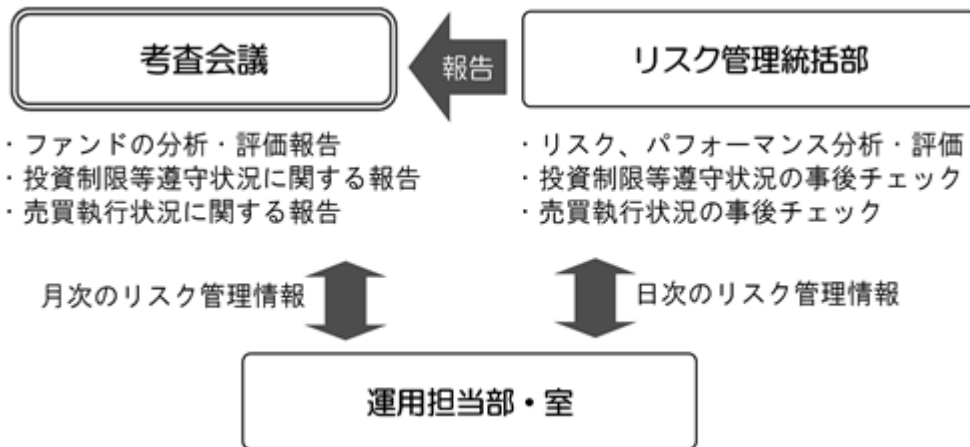 考査会議
報告
リスク管理統括部
・ファンドの分析・評価報告
・投資制限等遵守状況に関する報告
・売買執行状況に関する報告
・リスク、パフォーマンス分析・評価
・投資制限等遵守状況の事後チェック
・売買執行状況の事後チェック
月次のリスク管理情報
日次のリスク管理情報
運用担当部・室